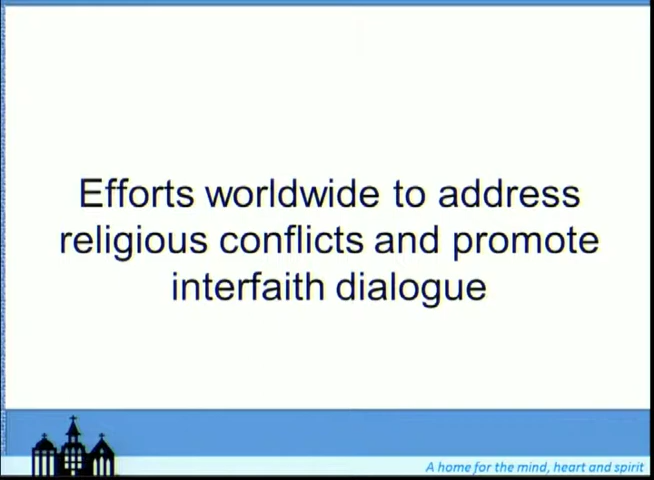 Efforts worldwide to address
religious conflicts and promote
interfaith dialogue
A home for the mind, heart and spirit